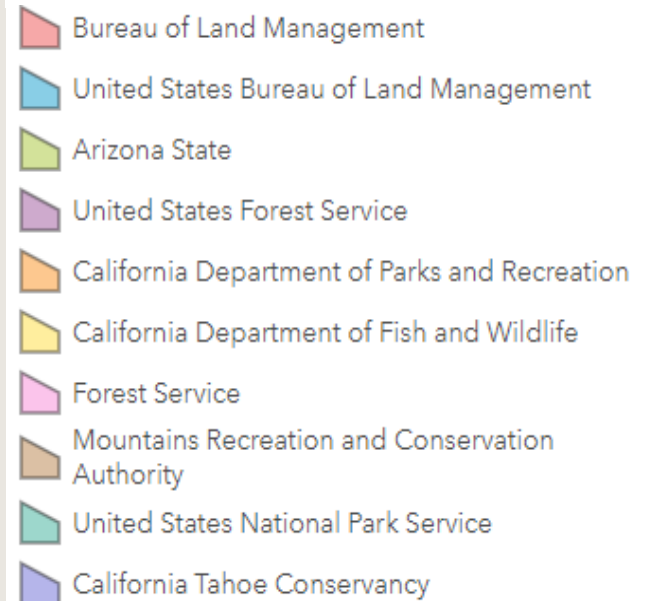 Bureau of Land Management
United States Bureau of Land Management
Arizona State
United States Forest Service
California Department of Parks and Recreation
California Department of Fish and Wildlife
Forest Service
Mountains Recreation and Conservation
Authority
United States National Park Service
California Tahoe Conservancy